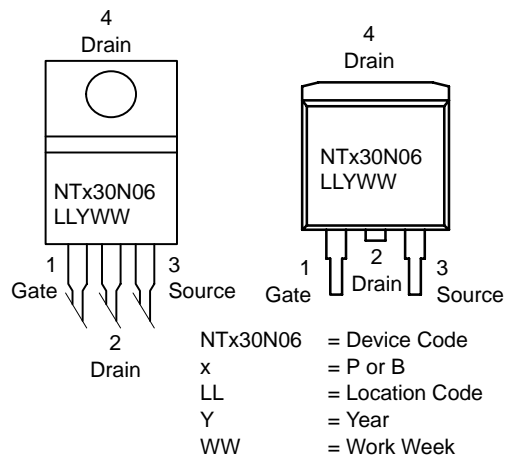 4
Drain
NTx30N06
LLYWW
1
Gate
3
Source
2
Drain
4
Drain
NTx30N06
LLYWW
1
Gate
2
Drain
3
Source
NTx30N06 = Device Code
x = P or B
LL = Location Code
Y = Year
WW = Work Week